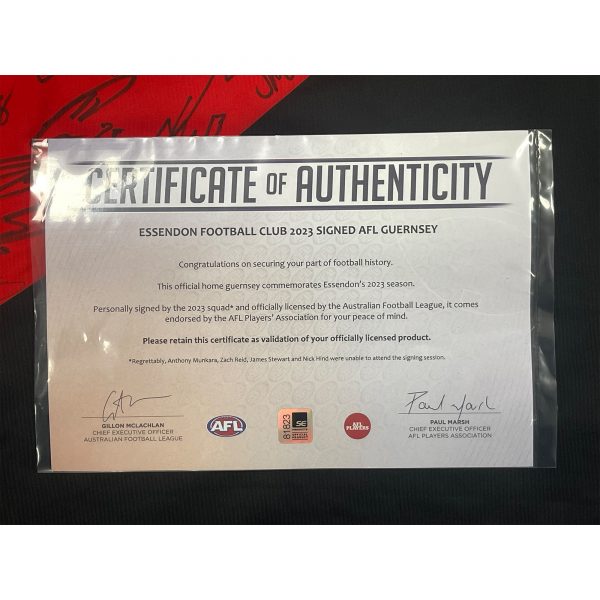 CERTIFICATE OF AUTHENTICITY
ESSENDON FOOTBALL CLUB 2023 SIGNED AFL GUERNSEY
Congratulations on securing your part of football history.
This official home guernsey commemorates Essendon's 2023 season.
Personally signed by the 2023 squad* and officially licensed by the Australian Football League, it comes
endorsed by the AFL Players' Association for your peace of mind.
Please retain this certificate as validation of your officially licensed product.
*Regrettably, Anthony Munkara, Zach Reid, James Stewart and Nick Hind were unable to attend the signing session.
Paul Marsh
GILLON MCLACHLAN
CHIEF EXECUTIVE OFFICER
AUSTRALIAN FOOTBALL LEAGUE
AFL
81823
SE
AFL
PLAYERS
PAUL MARSH
CHIEF EXECUTIVE OFFICER
AFL PLAYERS ASSOCIATION